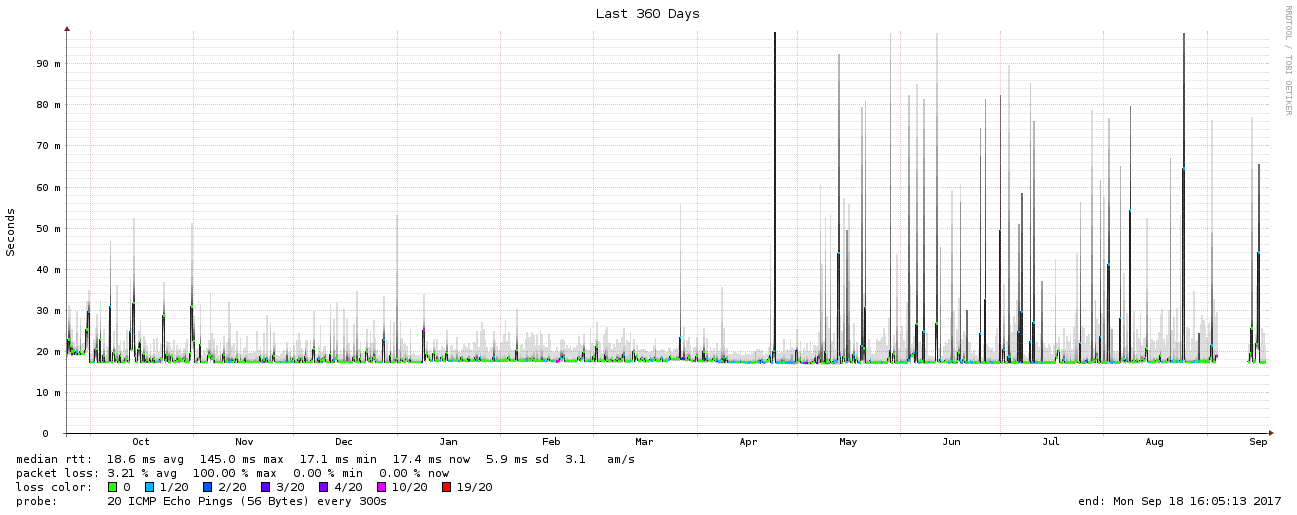 Last 360 Days
RRDTOOL / TOBI OETIKER
Seconds
90 m
80 m
70 m
60 m
50 m
40 m
30 m
20 m
10 m
0
Oct Nov Dec Jan Feb Mar Apr May Jun Jul Aug Sep
median rtt: 18.6 ms avg 145.0 ms max 17.1 ms min 17.4 ms now 5.9 ms sd 3.1 am/s
packet loss: 3.21 % avg 100.00 % max 0.00 % min 0.00 % now
loss color: 0 1/20 2/20 3/20 4/20 10/20 19/20
probe: 20 ICMP Echo Pings (56 Bytes) every 300s end: Mon Sep 18 16:05:13 2017